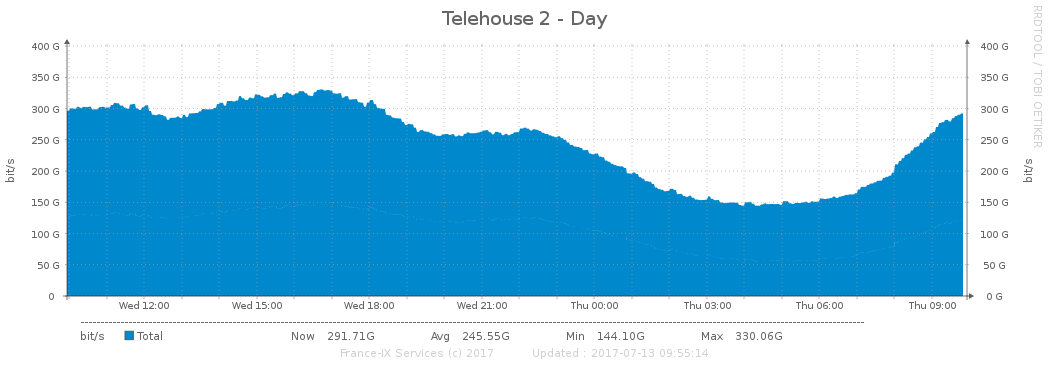 Telehouse 2 - Day
RRDTOOL / TOBI OETIKER
400 G 400 G
350 G 350 G
300 G 300 G
250 G 250 G
200 G 200 G
150 G 150 G
100 G 100 G
50 G 50 G
0 0 G
bit/s bit/s
Wed 12:00 Wed 15:00 Wed 18:00 Wed 21:00 Thu 00:00 Thu 03:00 Thu 06:00 Thu 09:00
bit/s Total Now 291.71G Avg 245.55G Min 144.10G Max 330.06G
France-IX Services (c) 2017 Updated : 2017-07-13 09:55:14